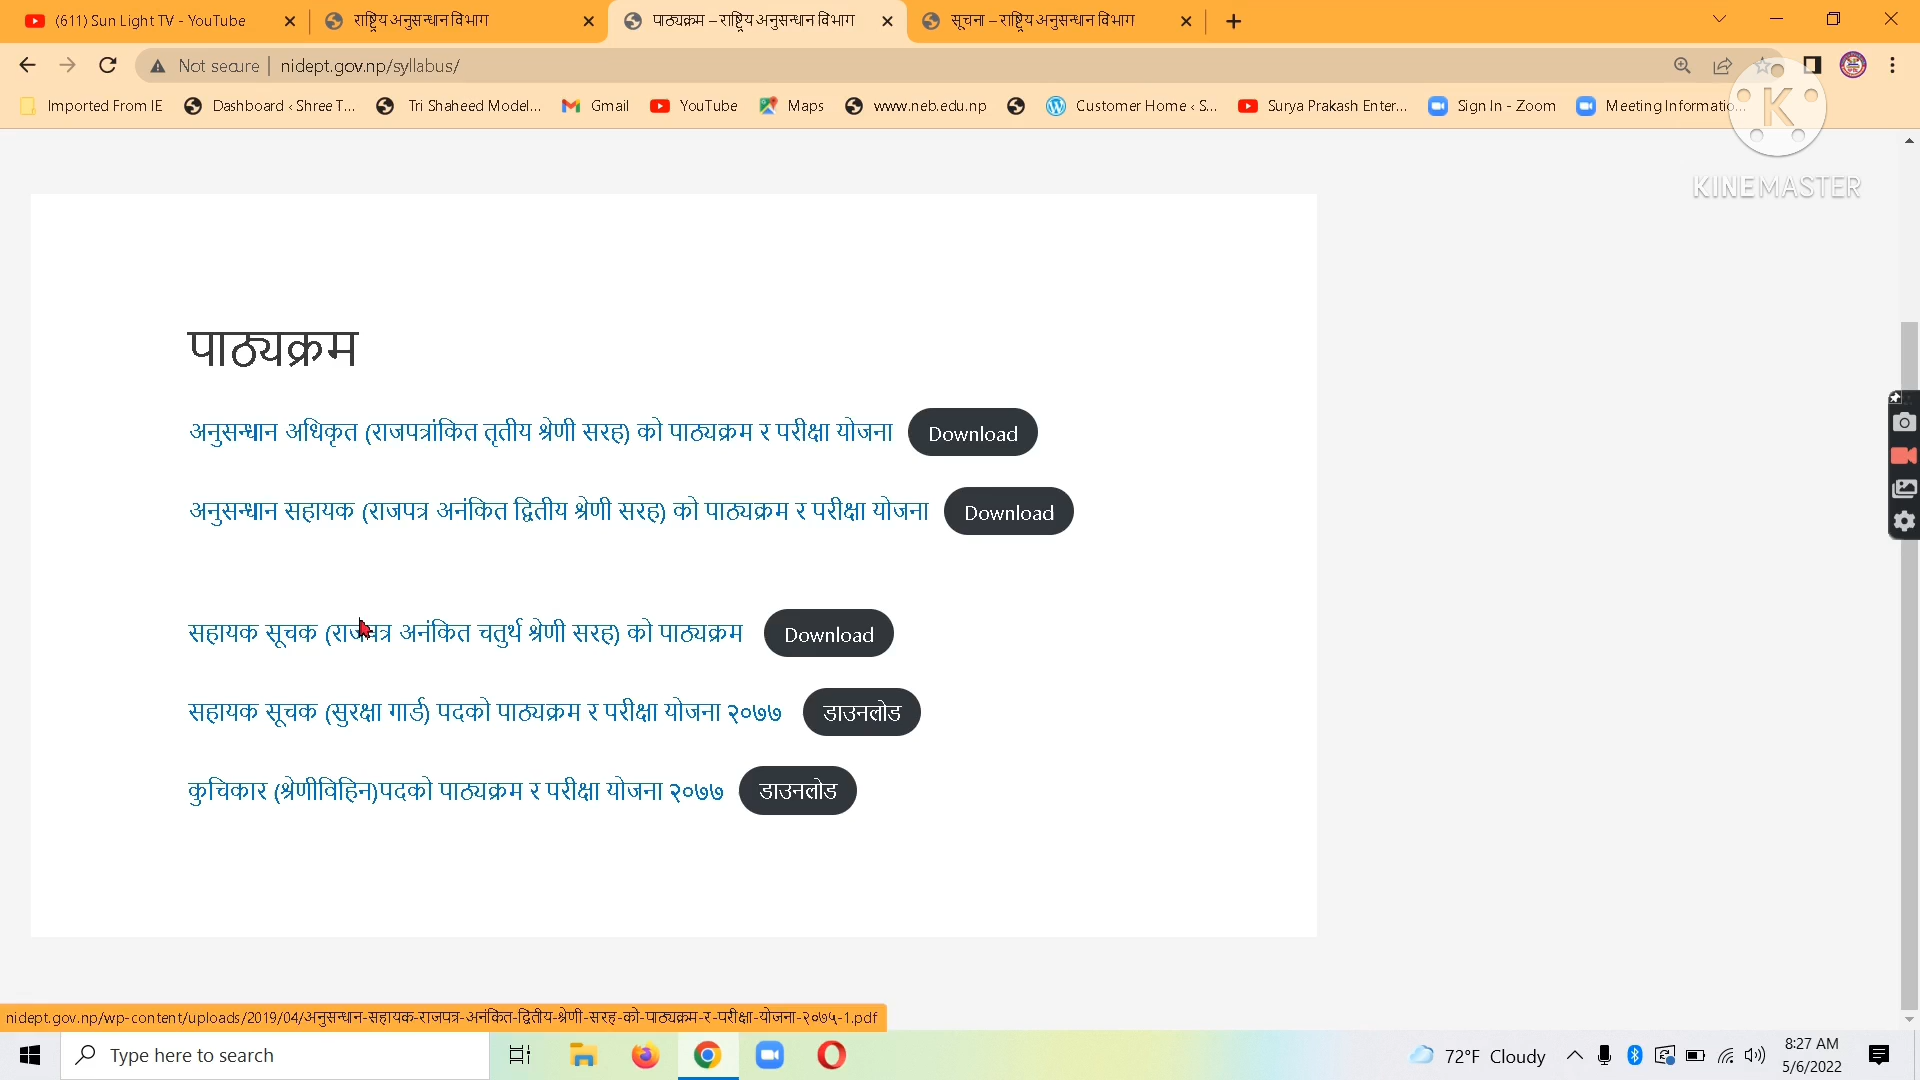 (611) Sun Light TV - YouTube
राष्ट्रिय अनुसन्धान विभाग
पाठ्यक्रम – राष्ट्रिय अनुसन्धान विभाग
सूचना – राष्ट्रिय अनुसन्धान विभाग
Not secure
nidept.gov.np/syllabus/
Imported From IE
Dashboard ‹ Shree T...
Tri Shaheed Model...
Gmail
YouTube
Maps
www.neb.edu.np
Customer Home ‹ S...
Surya Prakash Enter...
Sign In - Zoom
Meeting Informatio...
K
KINEMASTER
पाठ्यक्रम
अनुसन्धान अधिकृत (राजपत्रांकित तृतीय श्रेणी सरह) को पाठ्यक्रम र परीक्षा योजना
Download
अनुसन्धान सहायक (राजपत्र अनंकित द्वितीय श्रेणी सरह) को पाठ्यक्रम र परीक्षा योजना
Download
सहायक सूचक (राजपत्र अनंकित चतुर्थ श्रेणी सरह) को पाठ्यक्रम
Download
सहायक सूचक (सुरक्षा गार्ड) पदको पाठ्यक्रम र परीक्षा योजना २०७७
डाउनलोड
कुचिकार (श्रेणीविहिन)पदको पाठ्यक्रम र परीक्षा योजना २०७७
डाउनलोड
nidept.gov.np/wp-content/uploads/2019/04/अनुसन्धान-सहायक-राजपत्र-अनंकित-द्वितीय-श्रेणी-सरह-को-पाठ्यक्रम-र-परीक्षा-योजना-२०७५-1.pdf
Type here to search
72°F Cloudy
8:27 AM
5/6/2022